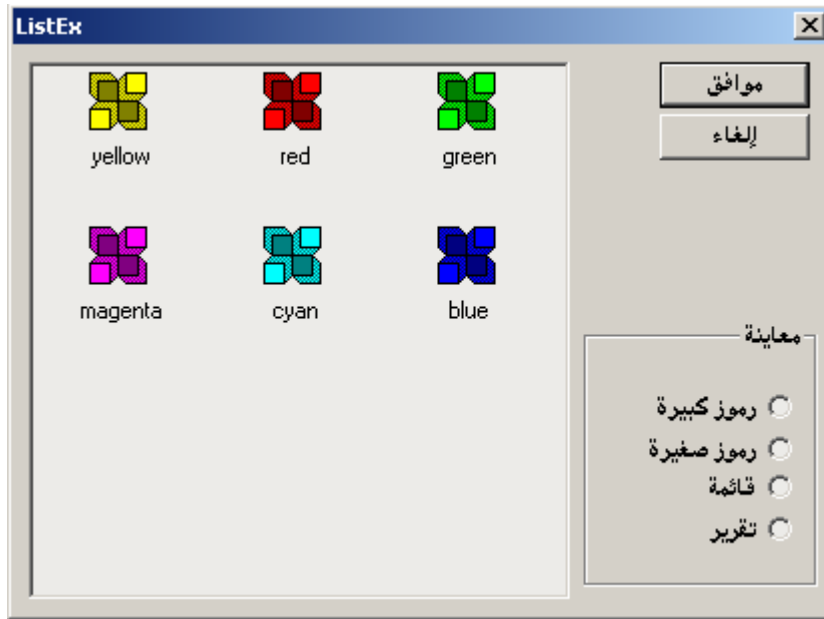 ListEx
yellow red green
magenta cyan blue
موافق
إلغاء
معاينة
رموز كبيرة
رموز صغيرة
قائمة
تقرير